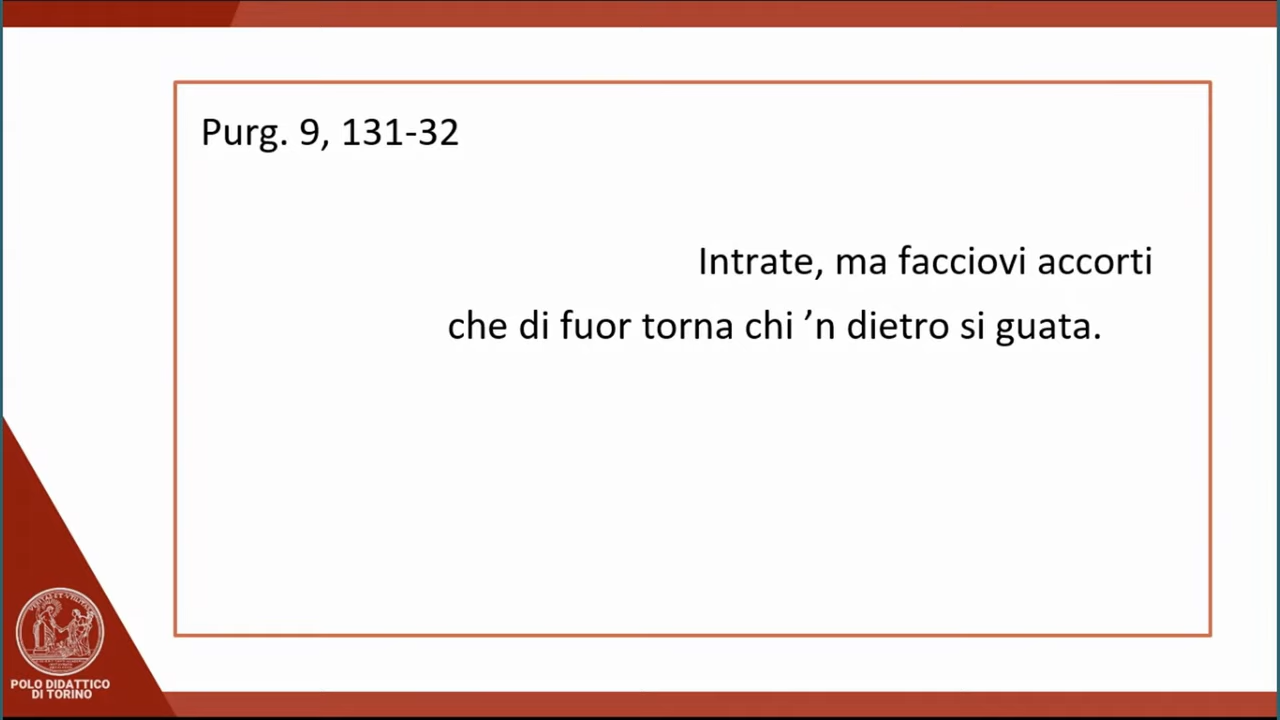 Purg. 9, 131-32
Intrate, ma facciovi accorti
che di fuor torna chi ’n dietro si guata.
POLO DIDATTICO
DI TORINO